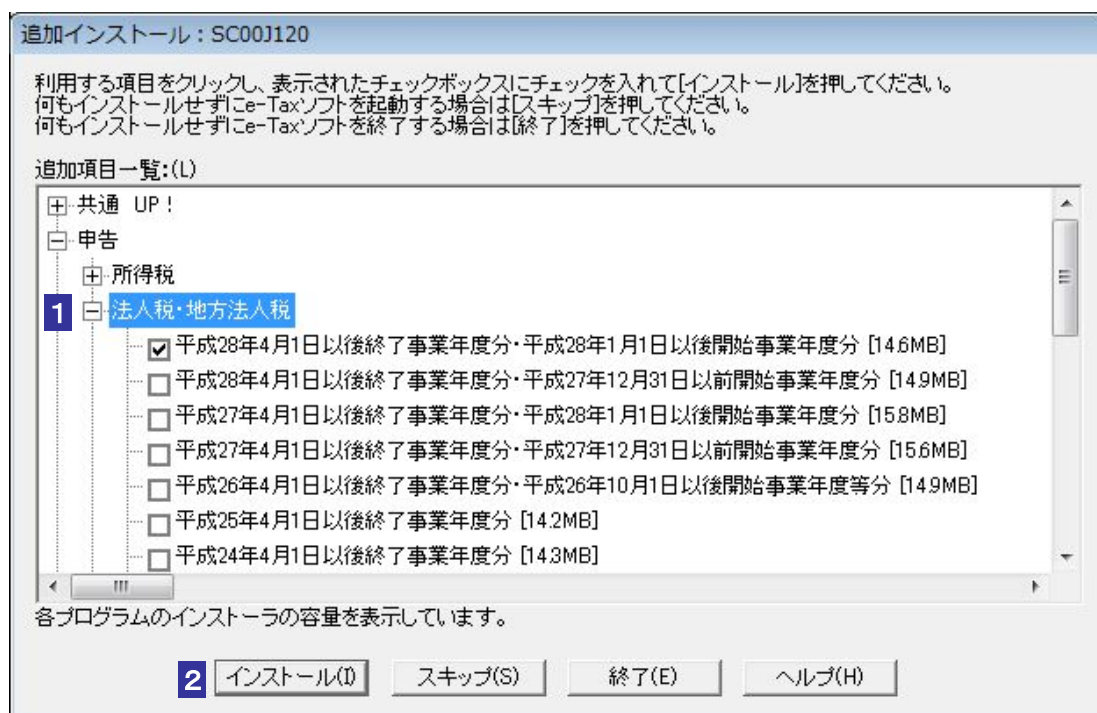 追加インストール：SC00J120
利用する項目をクリックし、表示されたチェックボックスにチェックを入れて[インストール]を押してください。
何もインストールせずにe-Taxソフトを起動する場合は[スキップ]を押してください。
何もインストールせずにe-Taxソフトを終了する場合は[終了]を押してください。
追加項目一覧:(L)
共通 UP!
申告
所得税
1 法人税・地方法人税
平成28年4月1日以後終了事業年度分・平成28年1月1日以後開始事業年度分 [14.6MB]
平成28年4月1日以後終了事業年度分・平成27年12月31日以前開始事業年度分 [14.9MB]
平成27年4月1日以後終了事業年度分・平成28年1月1日以後開始事業年度分 [15.8MB]
平成27年4月1日以後終了事業年度分・平成27年12月31日以前開始事業年度分 [15.6MB]
平成26年4月1日以後終了事業年度分・平成26年10月1日以後開始事業年度等分 [14.9MB]
平成25年4月1日以後終了事業年度分 [14.2MB]
平成24年4月1日以後終了事業年度分 [14.3MB]
各プログラムのインストーラの容量を表示しています。
2 インストール(I) スキップ(S) 終了(E) ヘルプ(H)